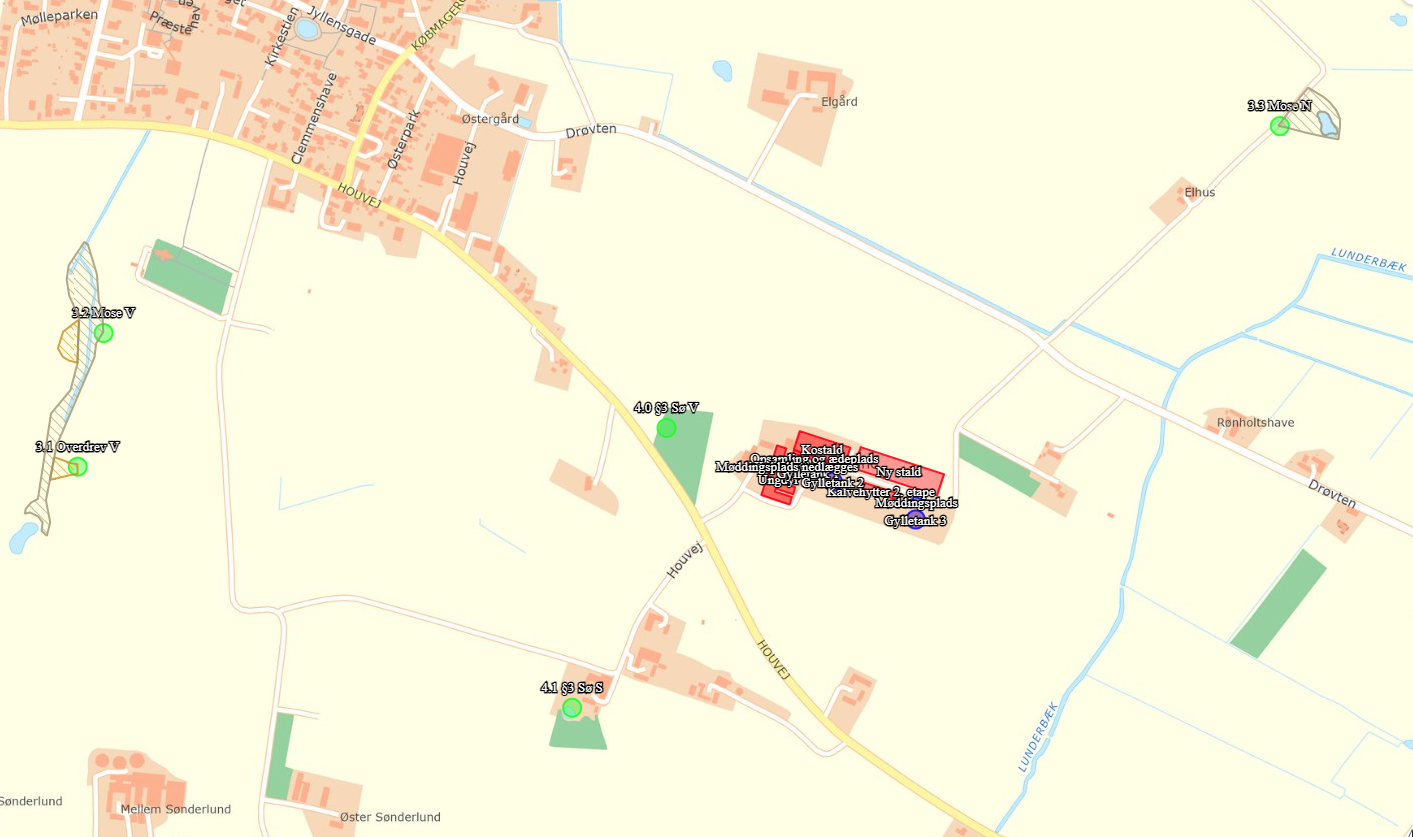 Mølleparken
Præste
hav
Kirkestien
Jyllensgade
KØBMAGERG
Clemmenshave
Østerpark
Houvej
Østergård
Drøvten
HOUVEJ
Elgård
3.3 Mose N
Elhus
LUNDERBÆK
3.2 Mose V
3.1 Overdrev V
4.0 §3 Sø V
Kostald
Opsamling og ædeplads
Møddingsplads nedlægges
Ny stald
Gylletank 2
Kalvehytter 2. etape
Møddingsplads
Gylletank 3
Rønholtshave
Drøvten
Houvej
HOUVEJ
4.1 §3 Sø S
LUNDERBÆK
Sønderlund
Mellem Sønderlund
Øster Sønderlund